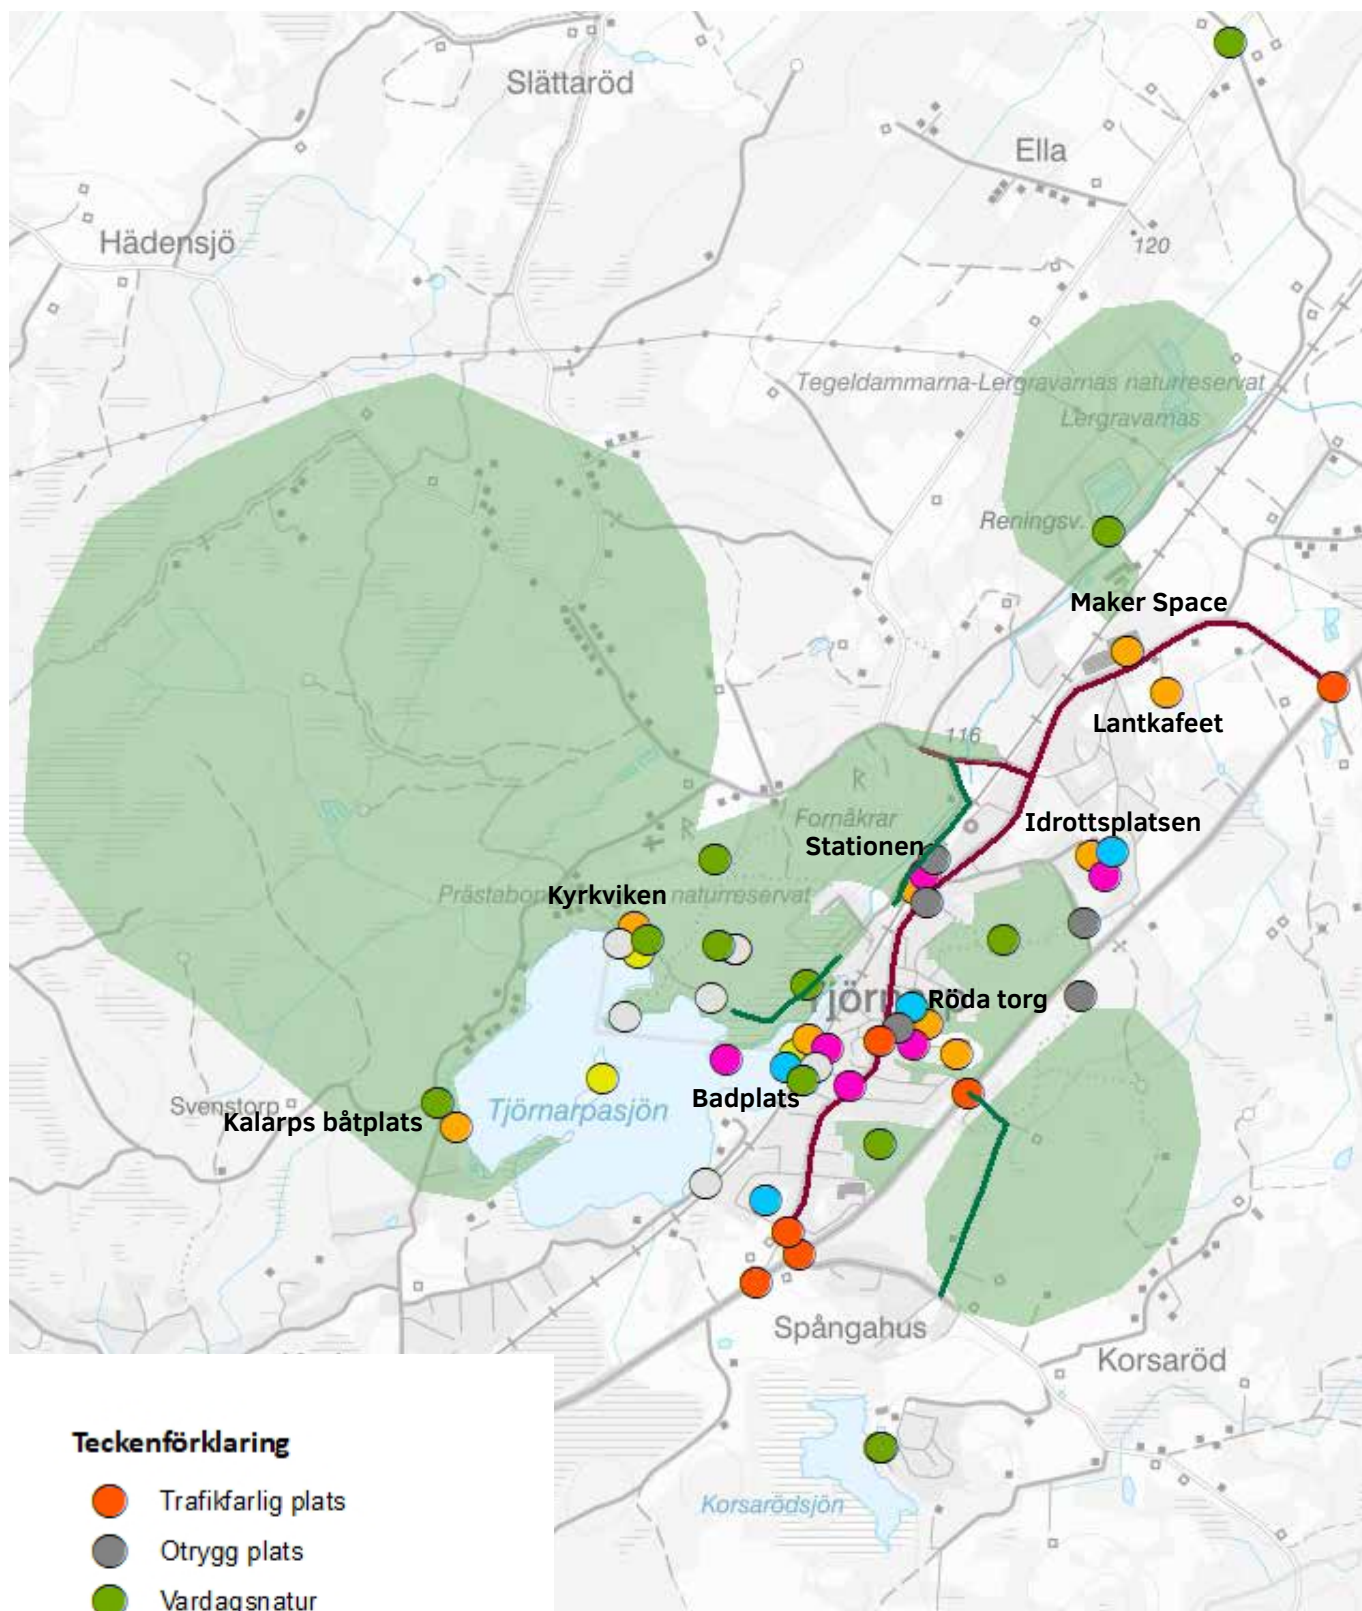 Slättaröd
Ella
Hädensjö
120
Tegeldammarna-Lergravarnas naturreservat
Lergravarnas
Reningsv.
Maker Space
Lantkafeet
116
Fornåkrar
Idrottsplatsen
Stationen
R
R
Kyrkviken
naturreservat
Röda torg
Svenstorp
Tjörnarpasjön
Badplats
Kalarps båtplats
Spångahus
Korsaröd
Korsarödsjön
Teckenförklaring
Trafikfarlig plats
Otrygg plats
Vardagsnatur